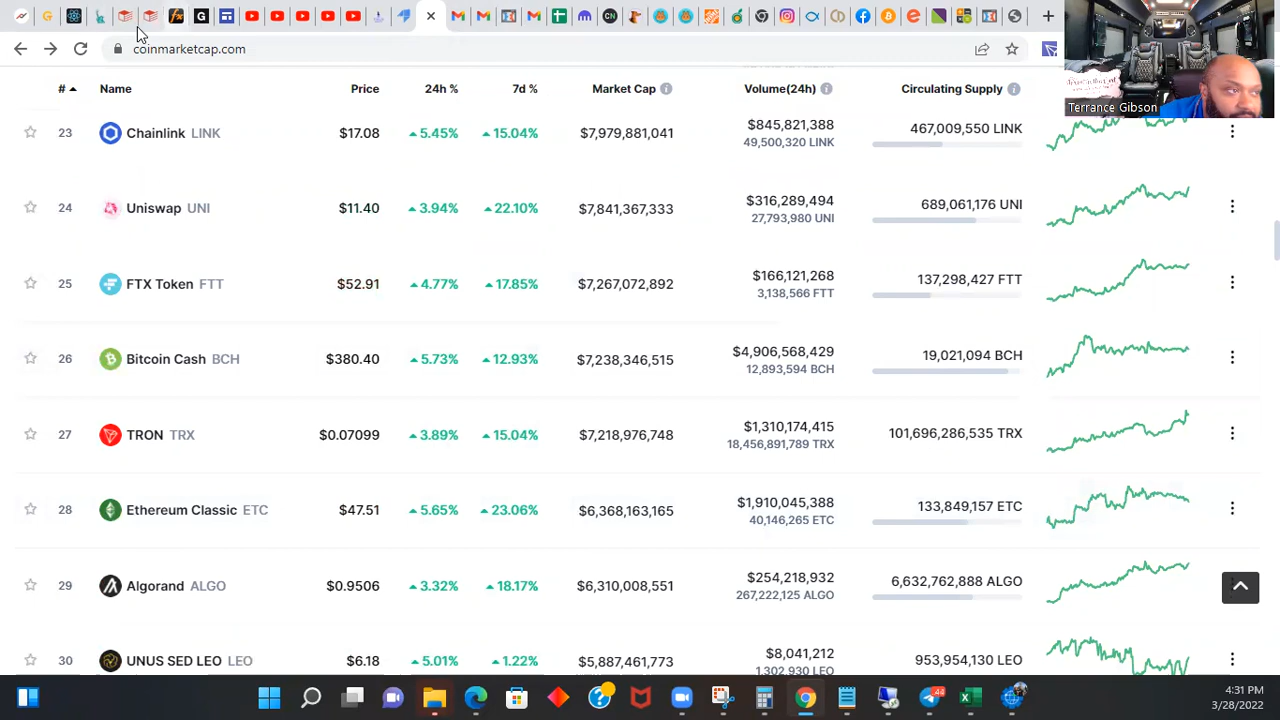 coinmarketcap.com
Terrance Gibson
# Name Price 24h % 7d % Market Cap Volume(24h) Circulating Supply
23 Chainlink LINK $17.08 5.45% 15.04% $7,979,881,041 $845,821,388 467,009,550 LINK
49,500,320 LINK
24 Uniswap UNI $11.40 3.94% 22.10% $7,841,367,333 $316,289,494 689,061,176 UNI
27,793,980 UNI
25 FTX Token FTT $52.91 4.77% 17.85% $7,267,072,892 $166,121,268 137,298,427 FTT
3,138,566 FTT
26 Bitcoin Cash BCH $380.40 5.73% 12.93% $7,238,346,515 $4,906,568,429 19,021,094 BCH
12,893,594 BCH
27 TRON TRX $0.07099 3.89% 15.04% $7,218,976,748 $1,310,174,415 101,696,286,535 TRX
18,456,891,789 TRX
28 Ethereum Classic ETC $47.51 5.65% 23.06% $6,368,163,165 $1,910,045,388 133,849,157 ETC
40,146,265 ETC
29 Algorand ALGO $0.9506 3.32% 18.17% $6,310,008,551 $254,218,932 6,632,762,888 ALGO
267,222,125 ALGO
30 UNUS SED LEO LEO $6.18 5.01% 1.22% $5,887,461,773 $8,041,212 953,954,130 LEO
1,302,930 LEO
44
4:31 PM
3/28/2022